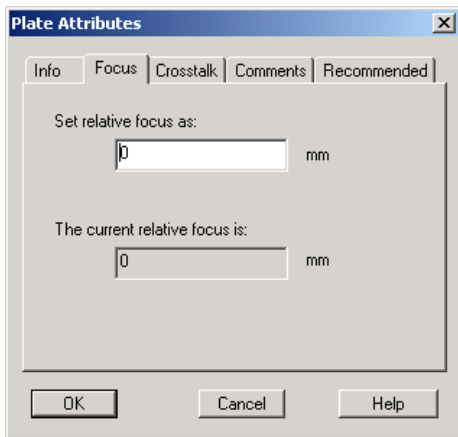 Plate Attributes
Info Focus Crosstalk Comments Recommended
Set relative focus as:
0 mm
The current relative focus is:
0 mm
OK Cancel Help